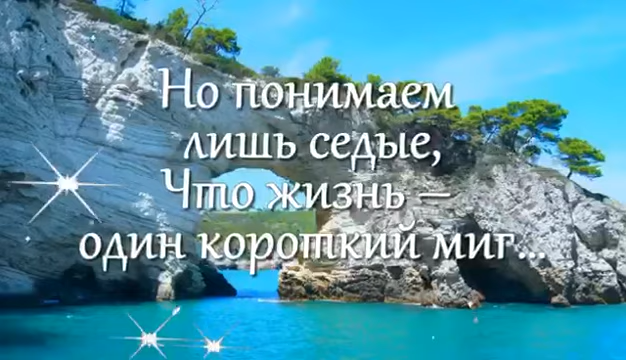 Но понимаем
лишь седые,
Что жизнь –
один короткий миг...